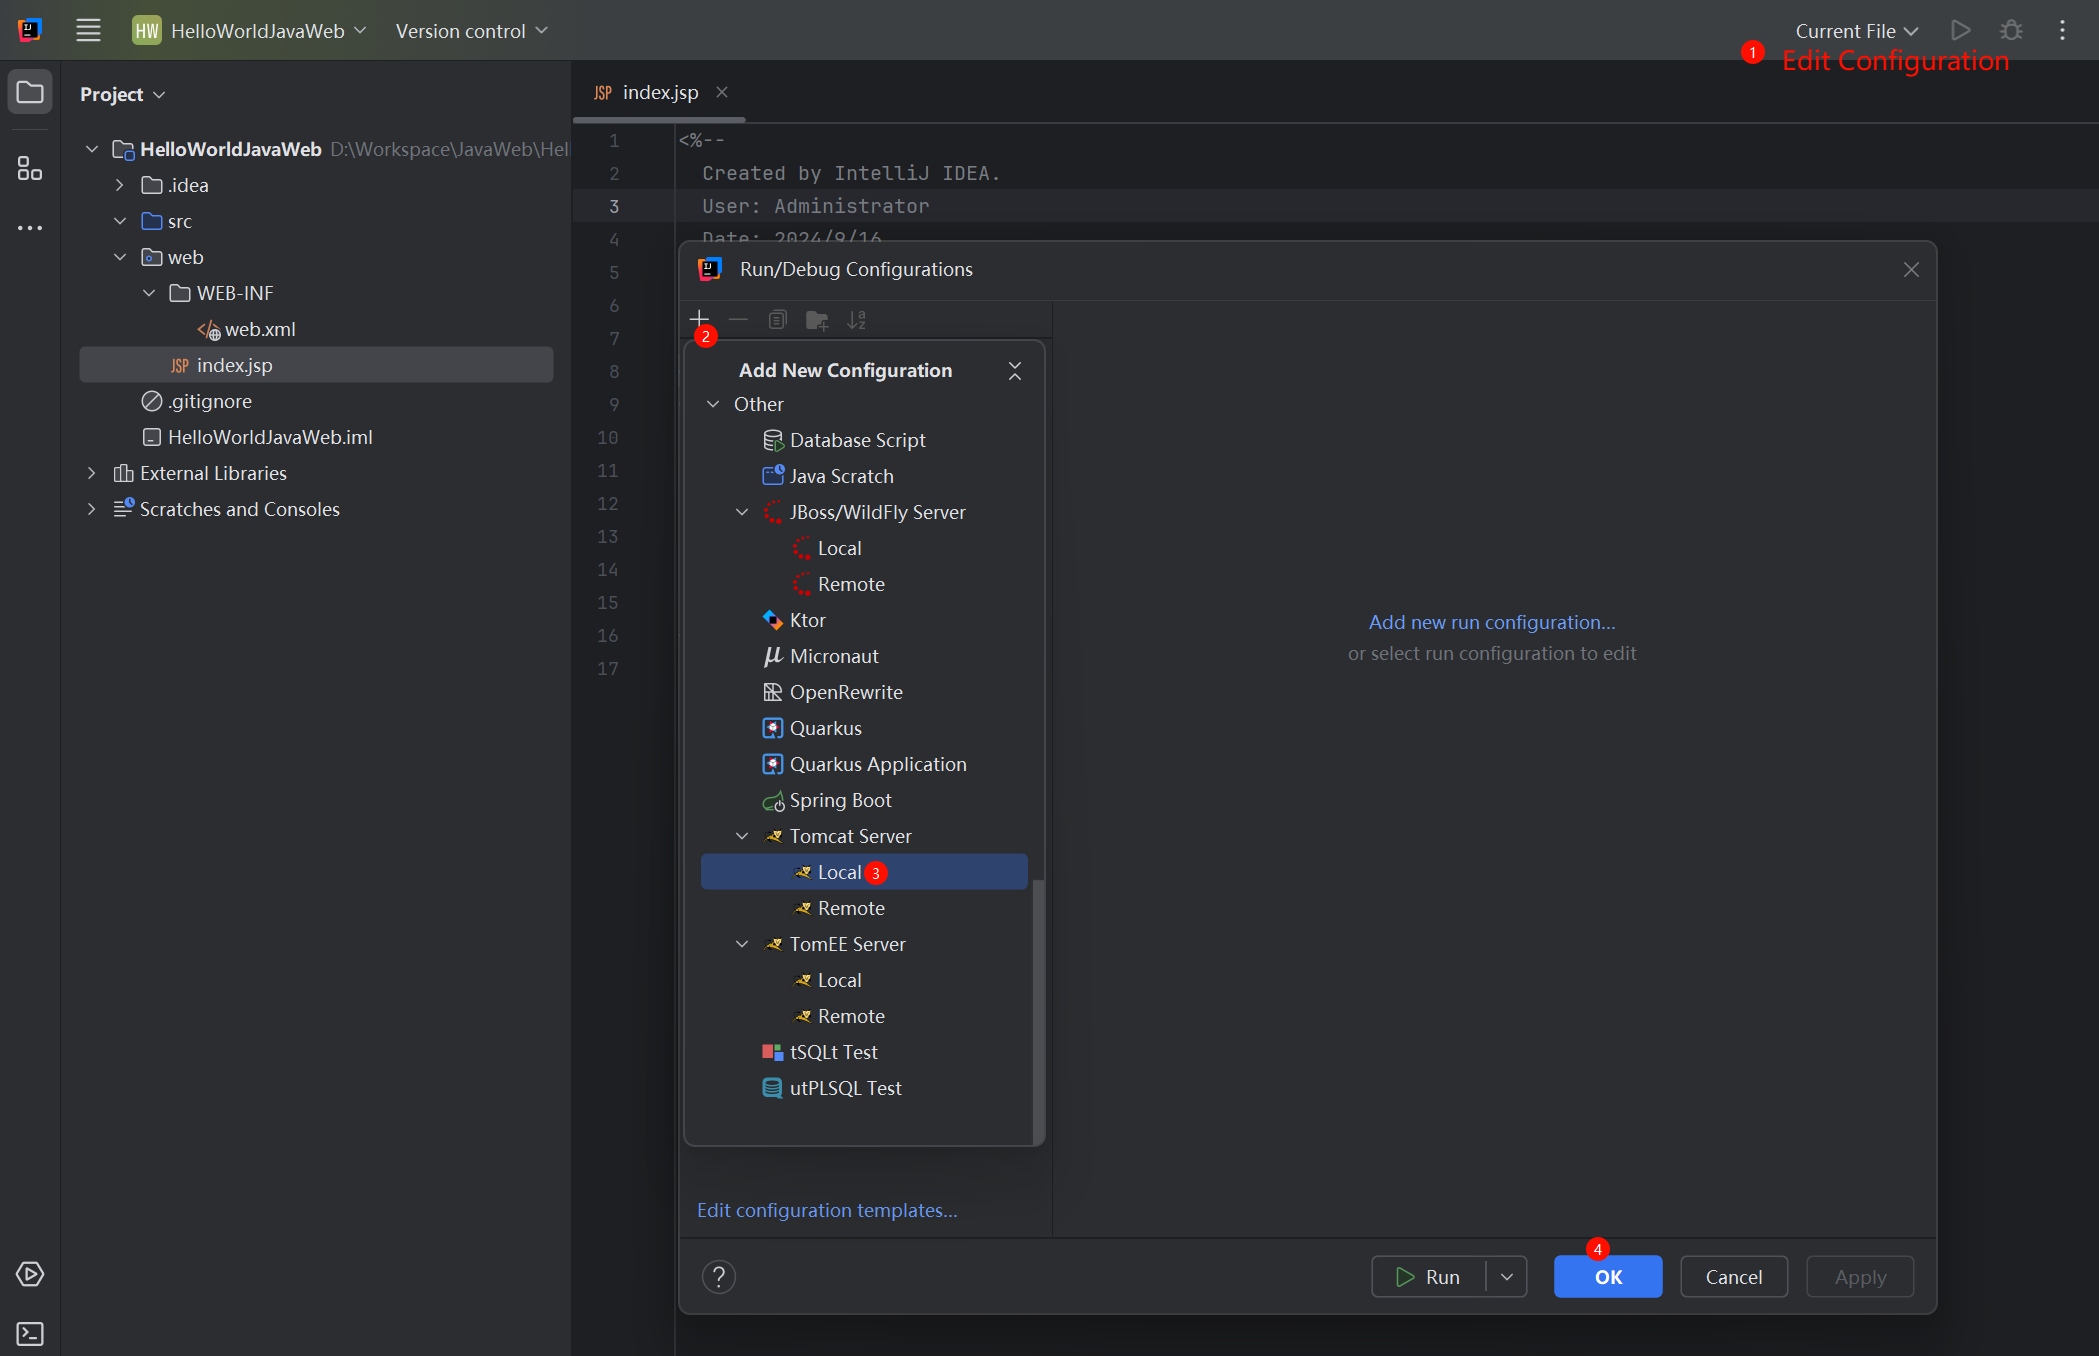 HW HelloWorldJavaWeb Version control Current File
1 Edit Configuration
Project
JSP index.jsp
HelloWorldJavaWeb D:\Workspace\JavaWeb\Hel
.idea
src
web
WEB-INF
web.xml
JSP index.jsp
.gitignore
HelloWorldJavaWeb.iml
External Libraries
Scratches and Consoles
1 <%--
2 Created by IntelliJ IDEA.
3 User: Administrator
4 Date: 2024/9/16
5
6
7
8
9
10
11
12
13
14
15
16
17
Run/Debug Configurations
2
Add New Configuration
Other
Database Script
Java Scratch
JBoss/WildFly Server
Local
Remote
Ktor
Micronaut
OpenRewrite
Quarkus
Quarkus Application
Spring Boot
Tomcat Server
Local 3
Remote
TomEE Server
Local
Remote
tSQLt Test
utPLSQL Test
Add new run configuration...
or select run configuration to edit
Edit configuration templates...
4
? Run OK Cancel Apply